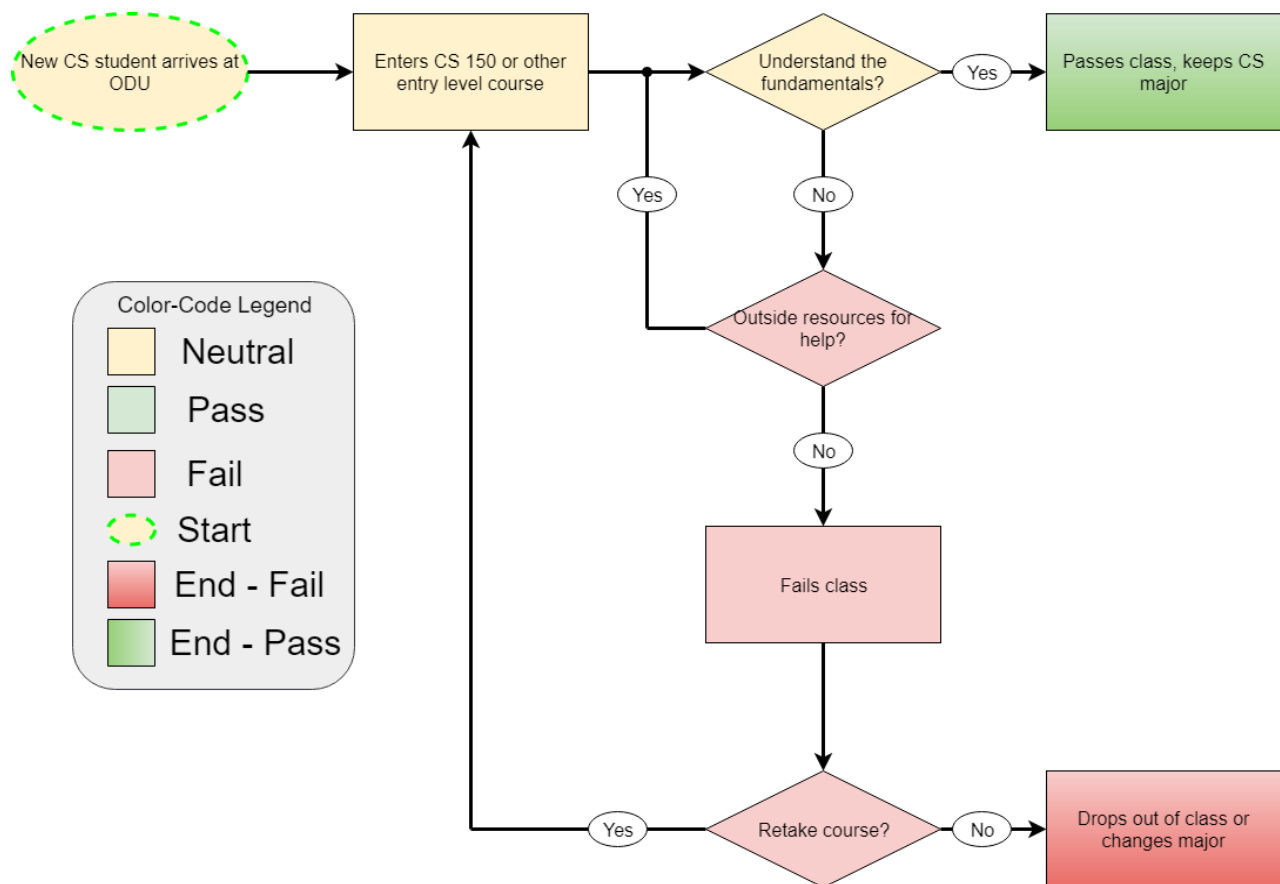 New CS student arrives at
ODU
Enters CS 150 or other
entry level course
Understand the
fundamentals?
Yes
Passes class, keeps CS
major
Yes
No
Color-Code Legend
Neutral
Pass
Fail
Start
End - Fail
End - Pass
Outside resources for
help?
No
Fails class
Yes
Retake course?
No
Drops out of class or
changes major